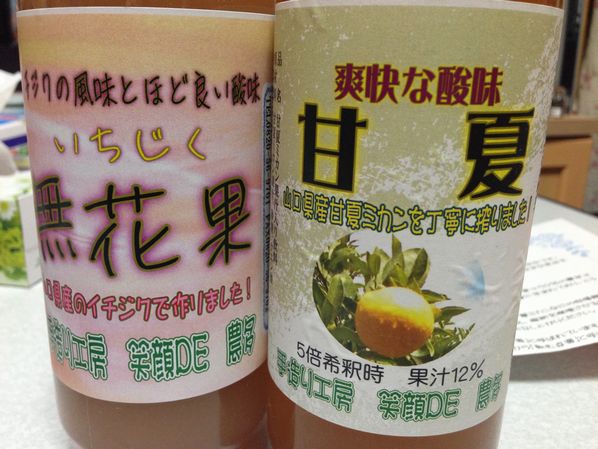 イチジクの風味とほど良い酸味
いちじく
無花果
山口県産のイチジクで作りました!
手造り工房 笑顔DE 農
爽快な酸味
甘夏
山口県産甘夏ミカンを丁寧に搾りました!
5倍希釈時 果汁12%
手造り工房 笑顔DE 農